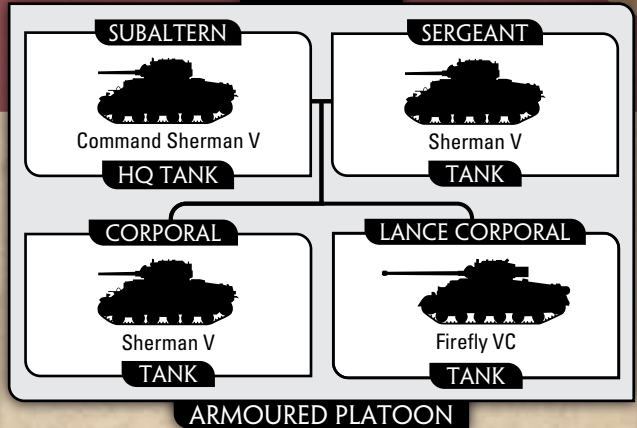 SUBALTERN
Command Sherman V
HQ TANK
SERGEANT
Sherman V
TANK
CORPORAL
Sherman V
TANK
LANCE CORPORAL
Firefly VC
TANK
ARMOURED PLATOON